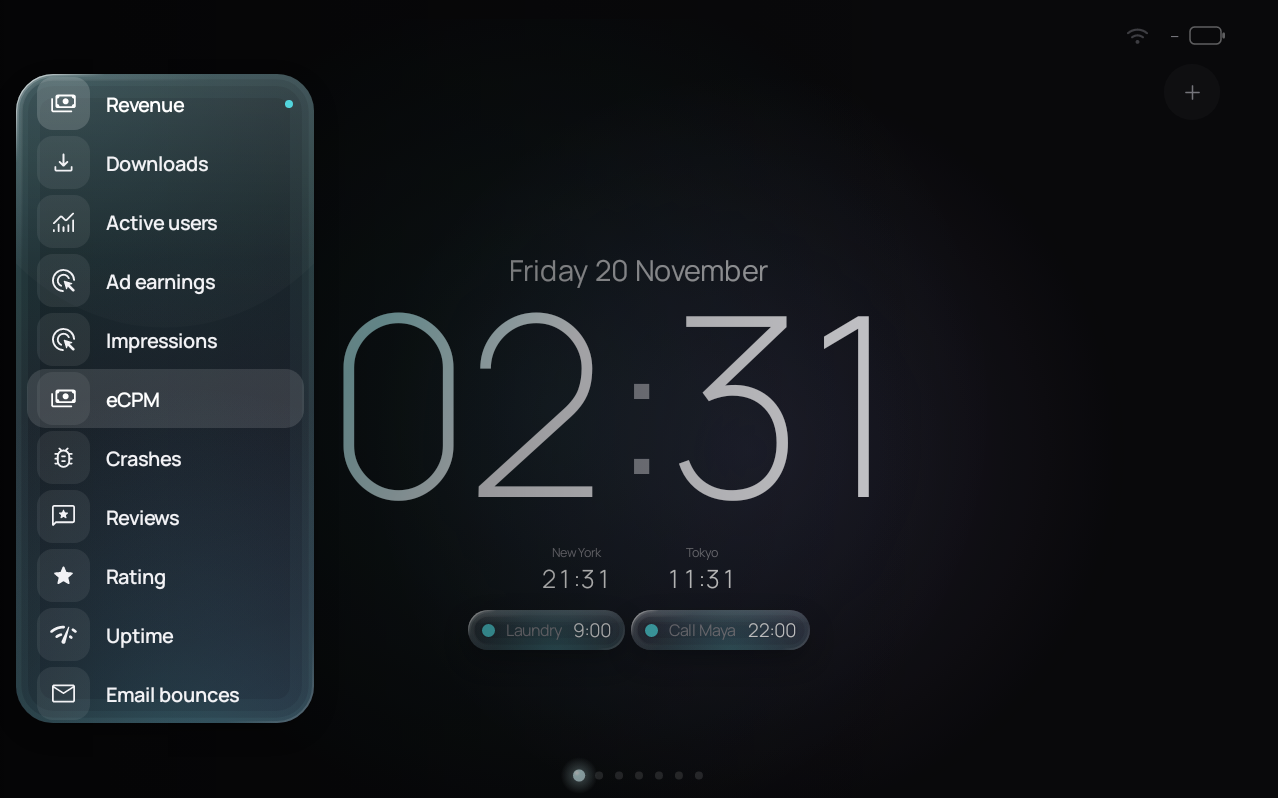 Revenue
Downloads
Active users
Ad earnings
Impressions
eCPM
Crashes
Reviews
Rating
Uptime
Email bounces
Friday 20 November
02:31
New York
21:31
Tokyo
11:31
Laundry 9:00
Call Maya 22:00